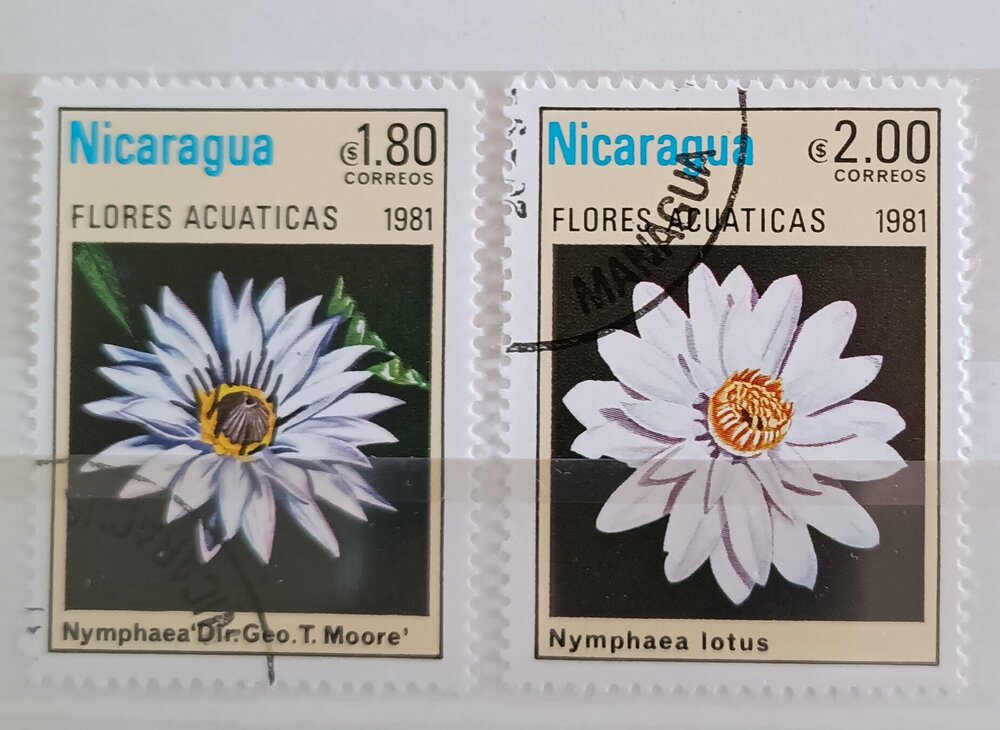 Nicaragua
₡1.80
CORREOS
FLORES ACUATICAS 1981
Nymphaea 'Dir. Geo. T. Moore'
Nicaragua
₡2.00
CORREOS
FLORES ACUATICAS 1981
MANAGUA
Nymphaea lotus